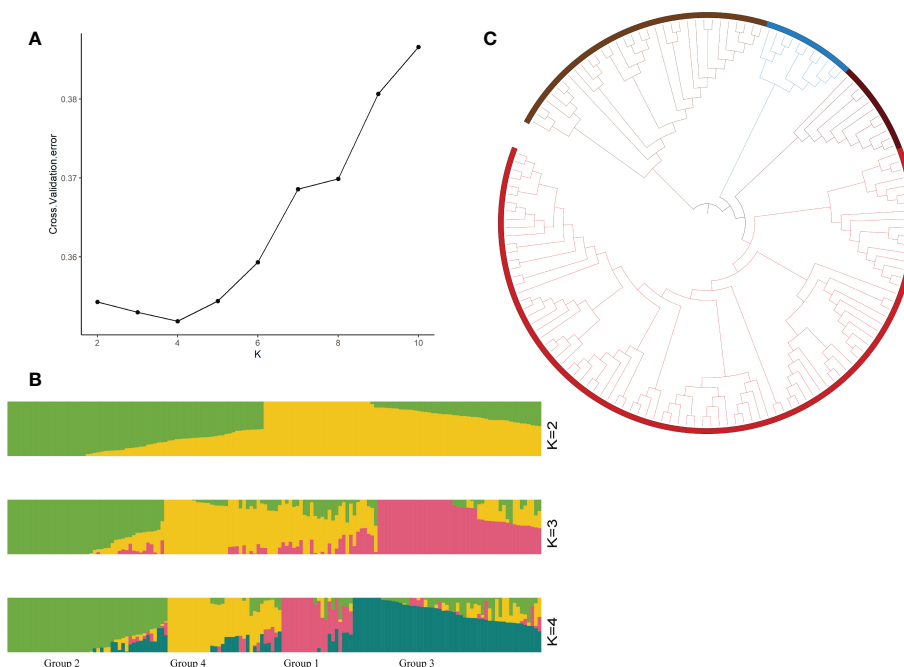 A
C
0.38
0.37
0.36
Cross.Validation.error
2
4
6
8
10
K
B
K=2
K=3
K=4
Group 2
Group 4
Group 1
Group 3